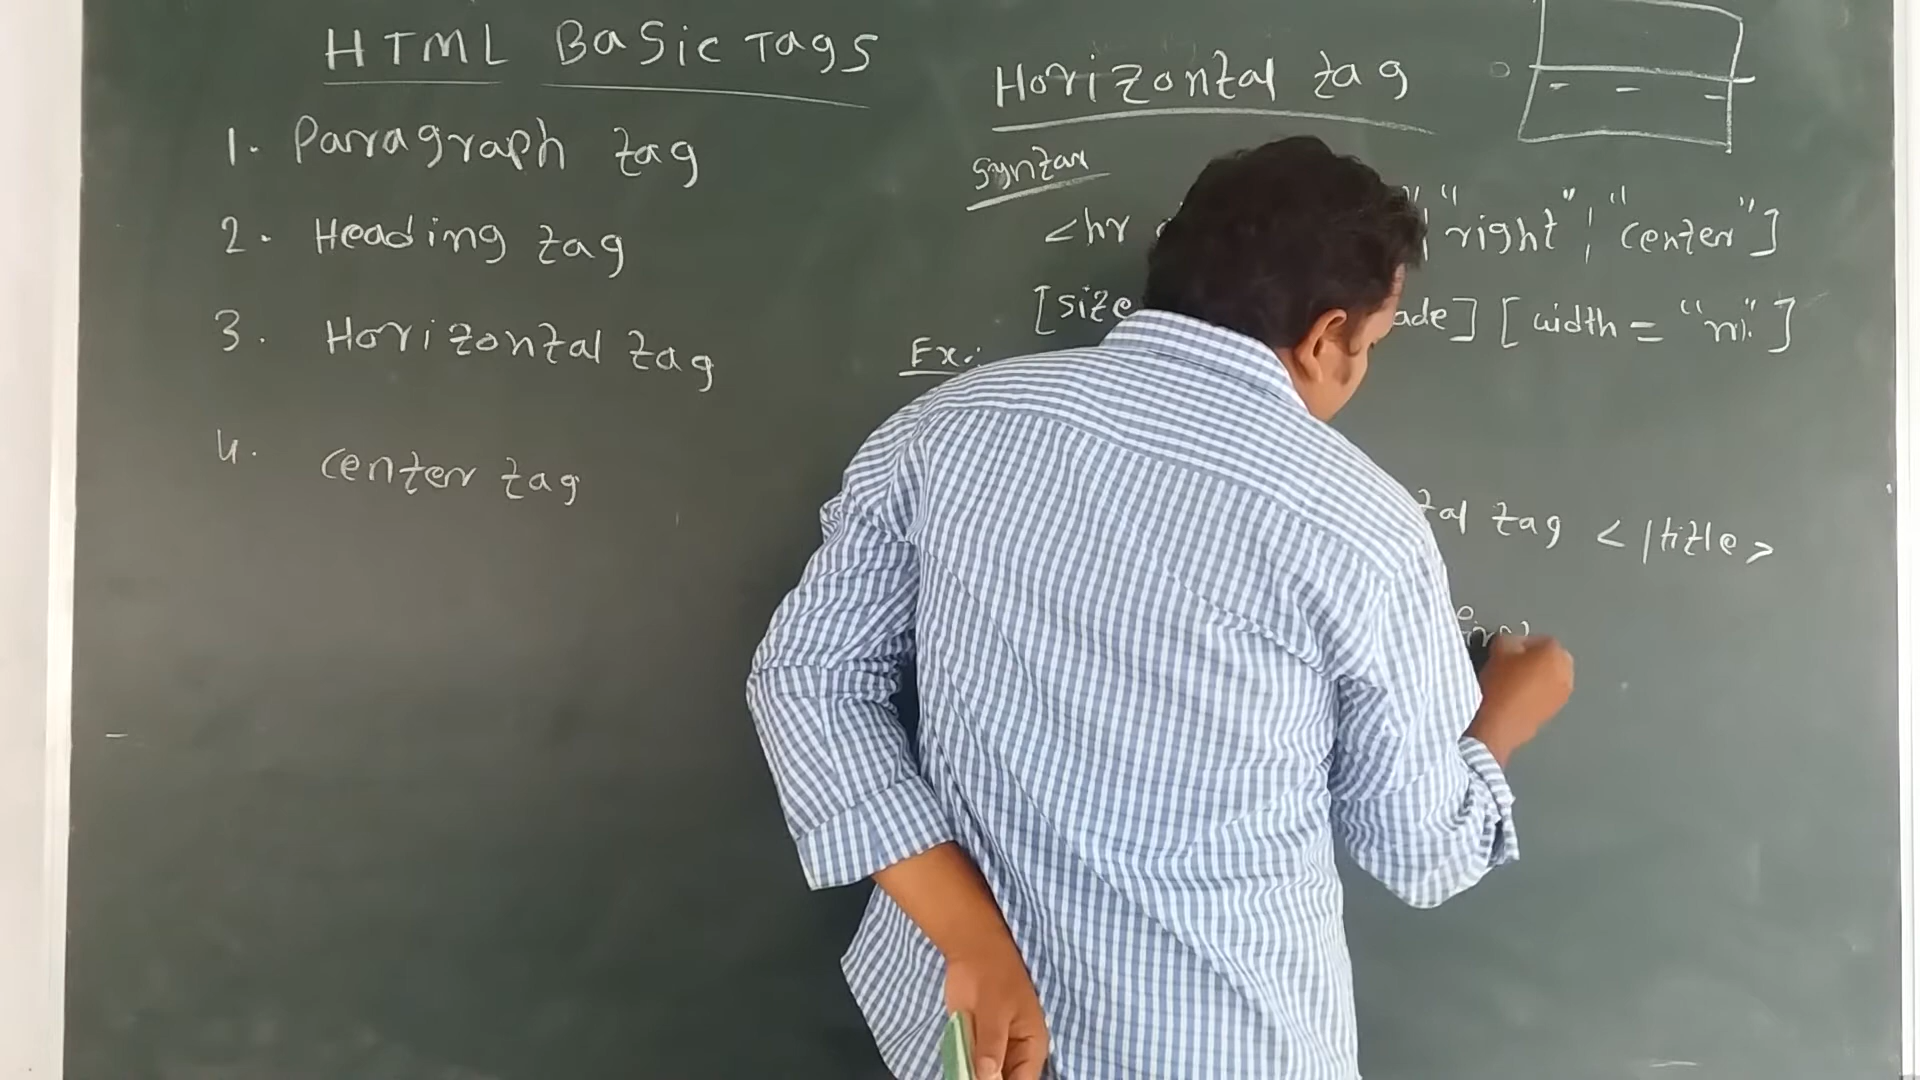 HTML Basic Tags
1. Paragraph tag
2. Heading tag
3. Horizontal tag
4. center tag
Horizontal tag
Syntax
<hr "right" | "center"]
[size ade] [width = "n%"]
Ex:
tal tag </title>